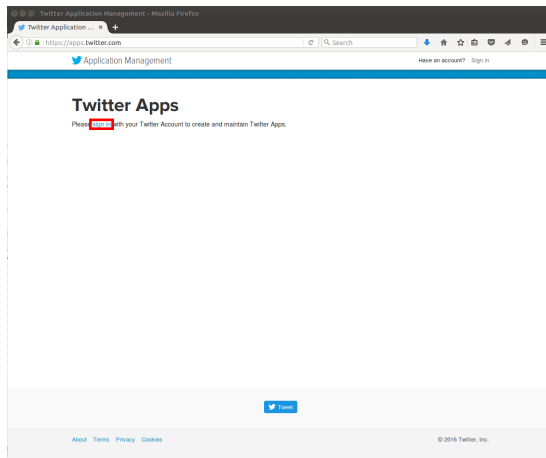 Twitter Application Management - Mozilla Firefox
Twitter Application ... × +
https://apps.twitter.com
Search
Application Management
Have an account? Sign in
Twitter Apps
Please sign in with your Twitter Account to create and maintain Twitter Apps.
Tweet
About Terms Privacy Cookies
© 2016 Twitter, Inc.